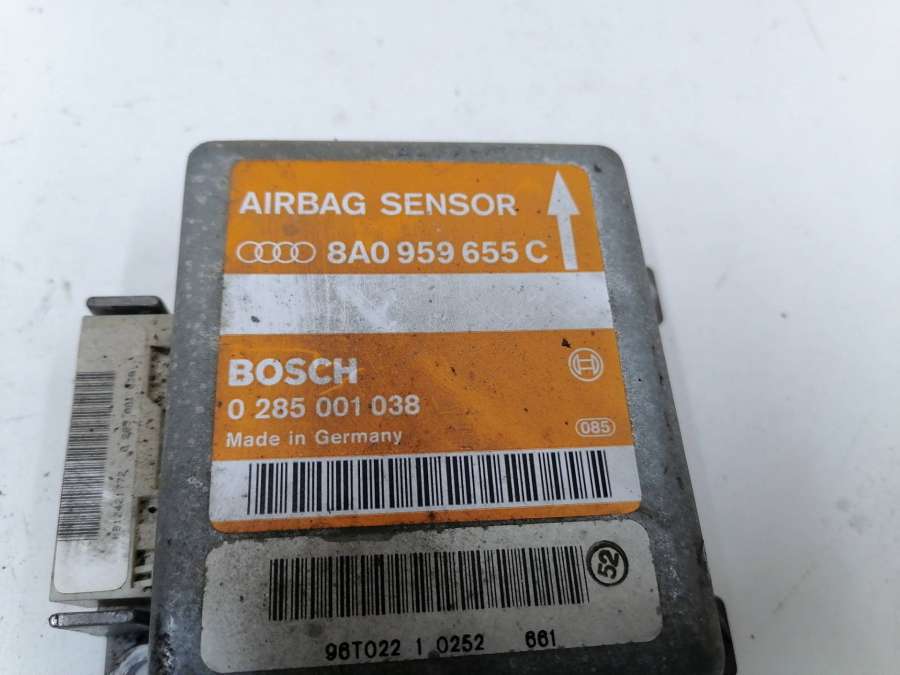 AIRBAG SENSOR
8A0 959 655 C
BOSCH
0 285 001 038
Made in Germany
085
52
96T022 1 0252 661